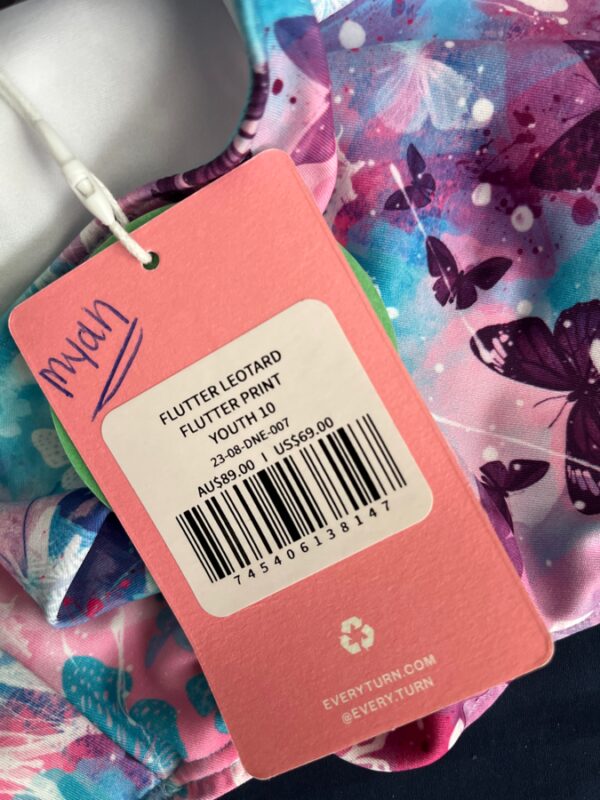 myah
FLUTTER LEOTARD
FLUTTER PRINT
YOUTH 10
23-08-DNE-007
AU$89.00 | US$69.00
745406138147
EVERYTURN.COM
@EVERY.TURN